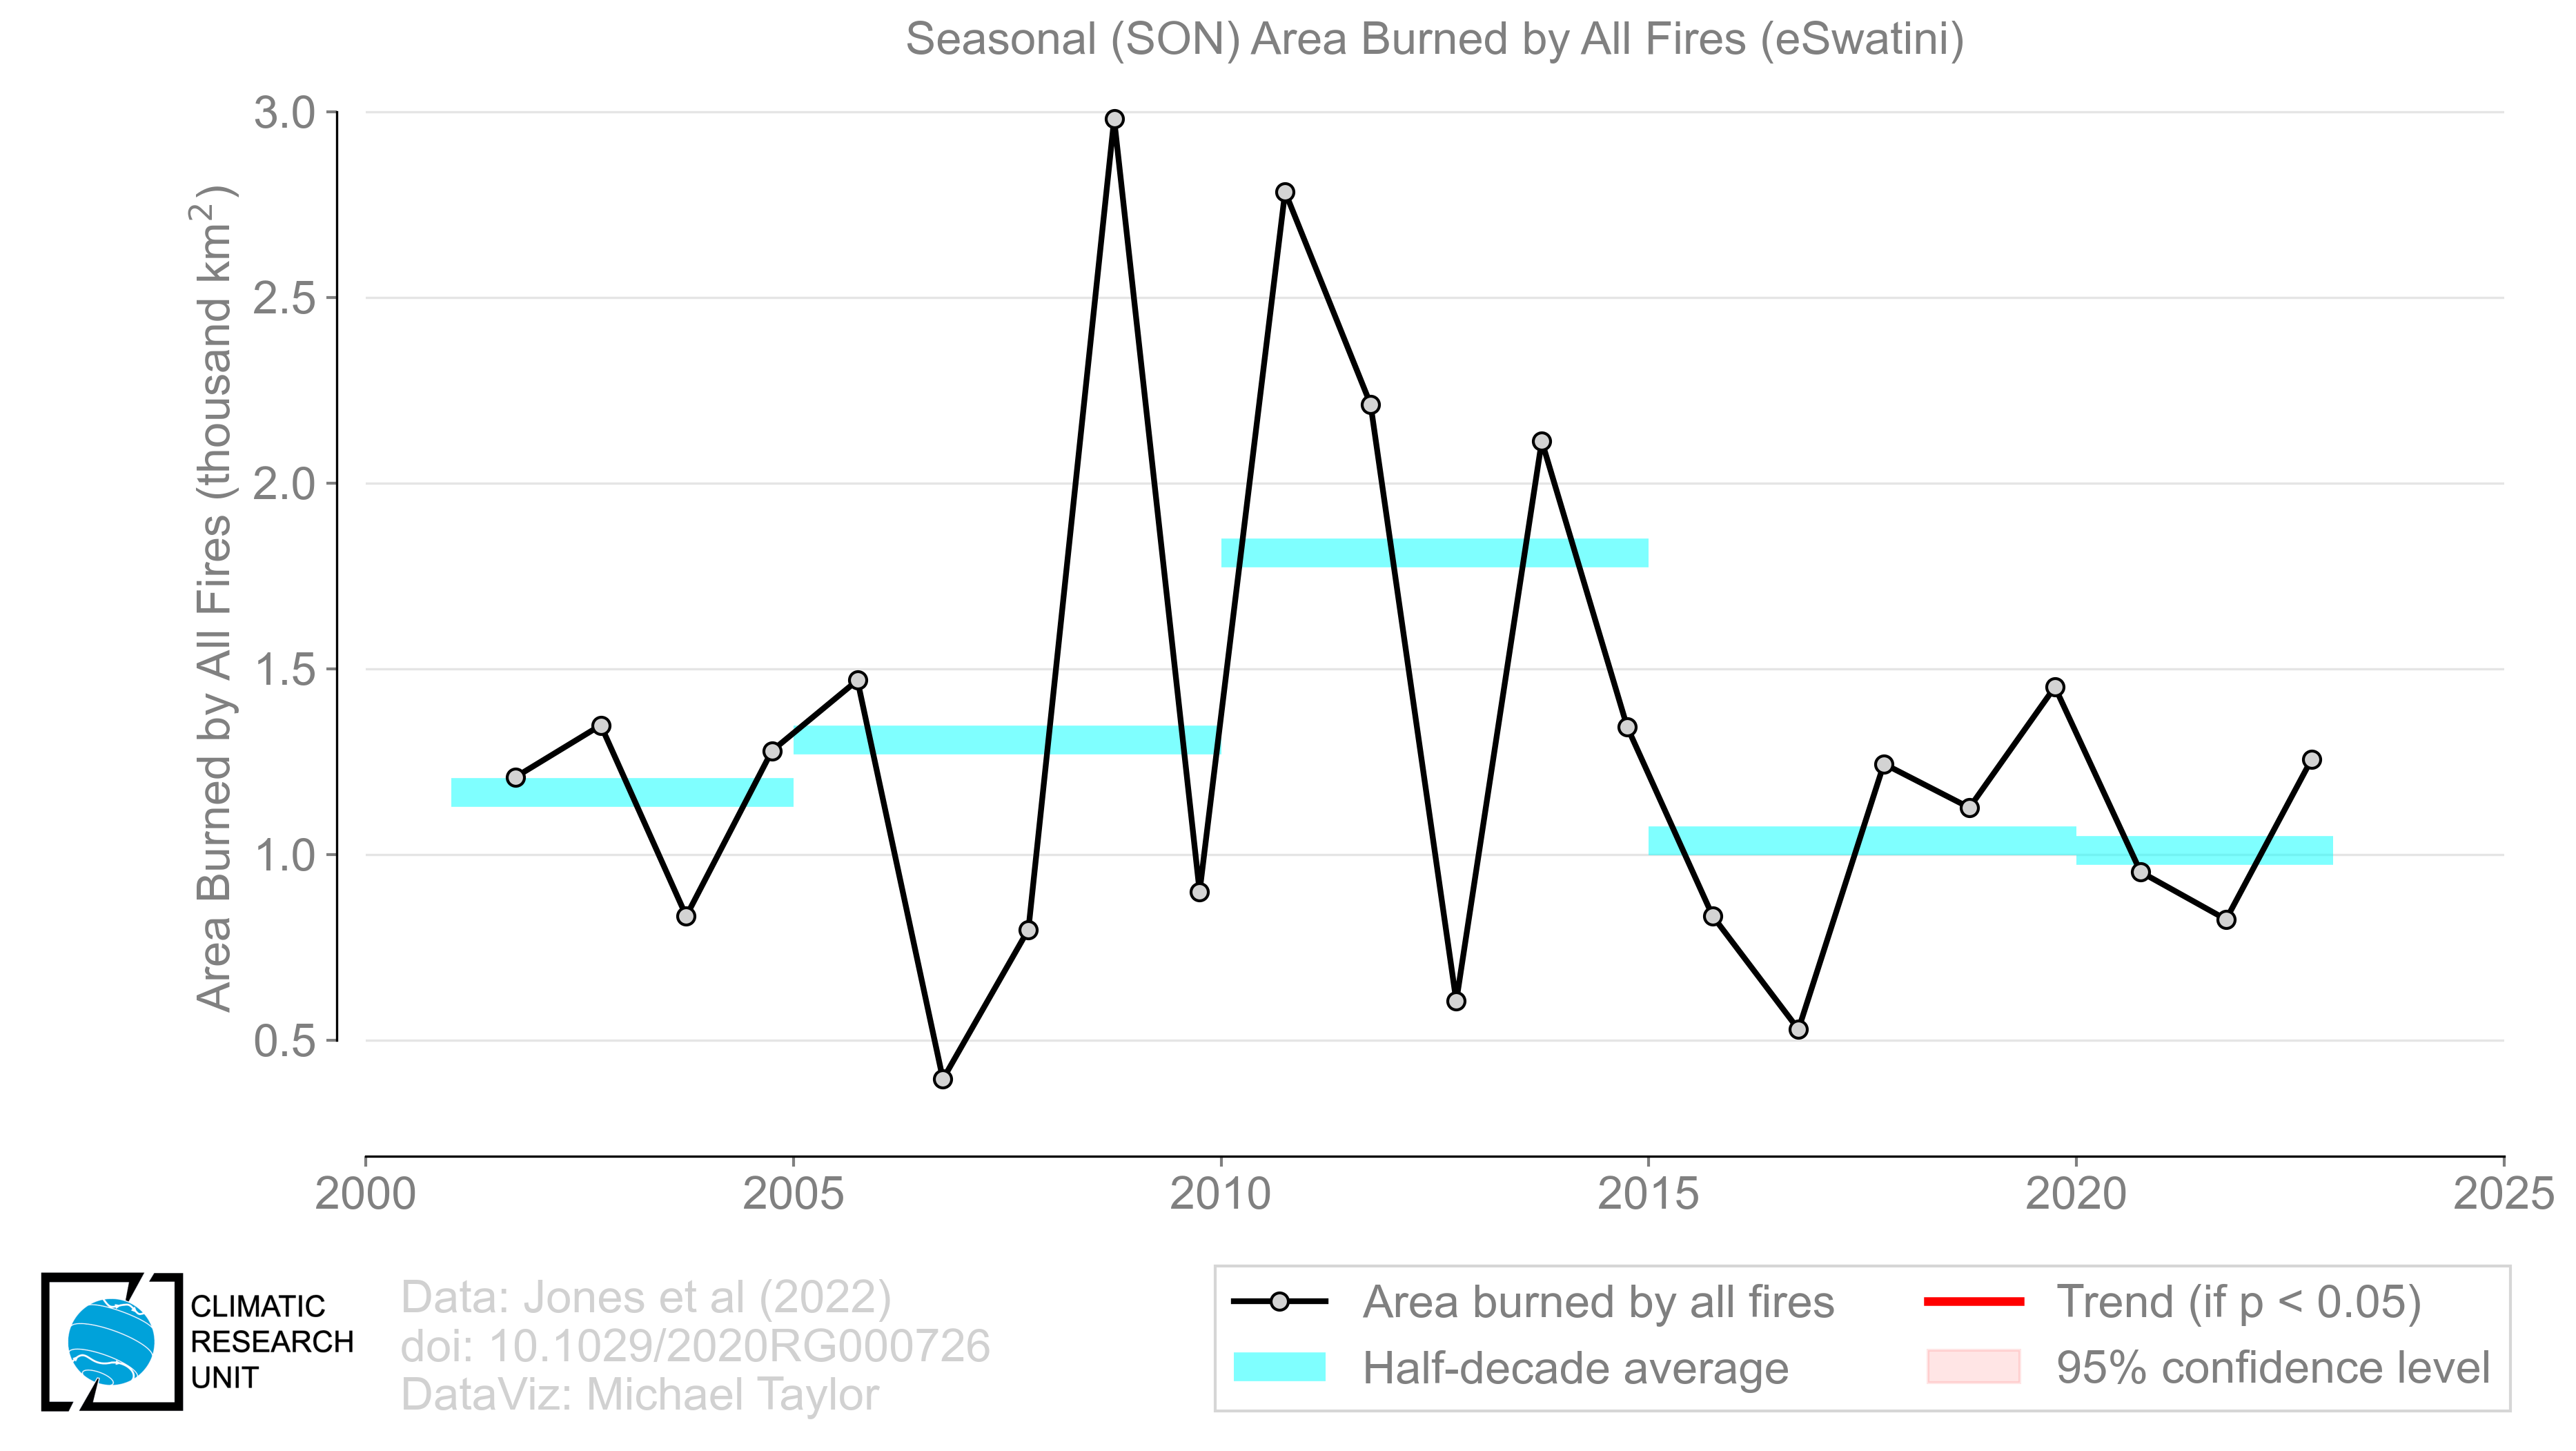 Seasonal (SON) Area Burned by All Fires (eSwatini)
Area Burned by All Fires (thousand km²)
3.0
2.5
2.0
1.5
1.0
0.5
2000 2005 2010 2015 2020 2025
CLIMATIC
RESEARCH
UNIT
Data: Jones et al (2022)
doi: 10.1029/2020RG000726
DataViz: Michael Taylor
Area burned by all fires
Half-decade average
Trend (if p < 0.05)
95% confidence level